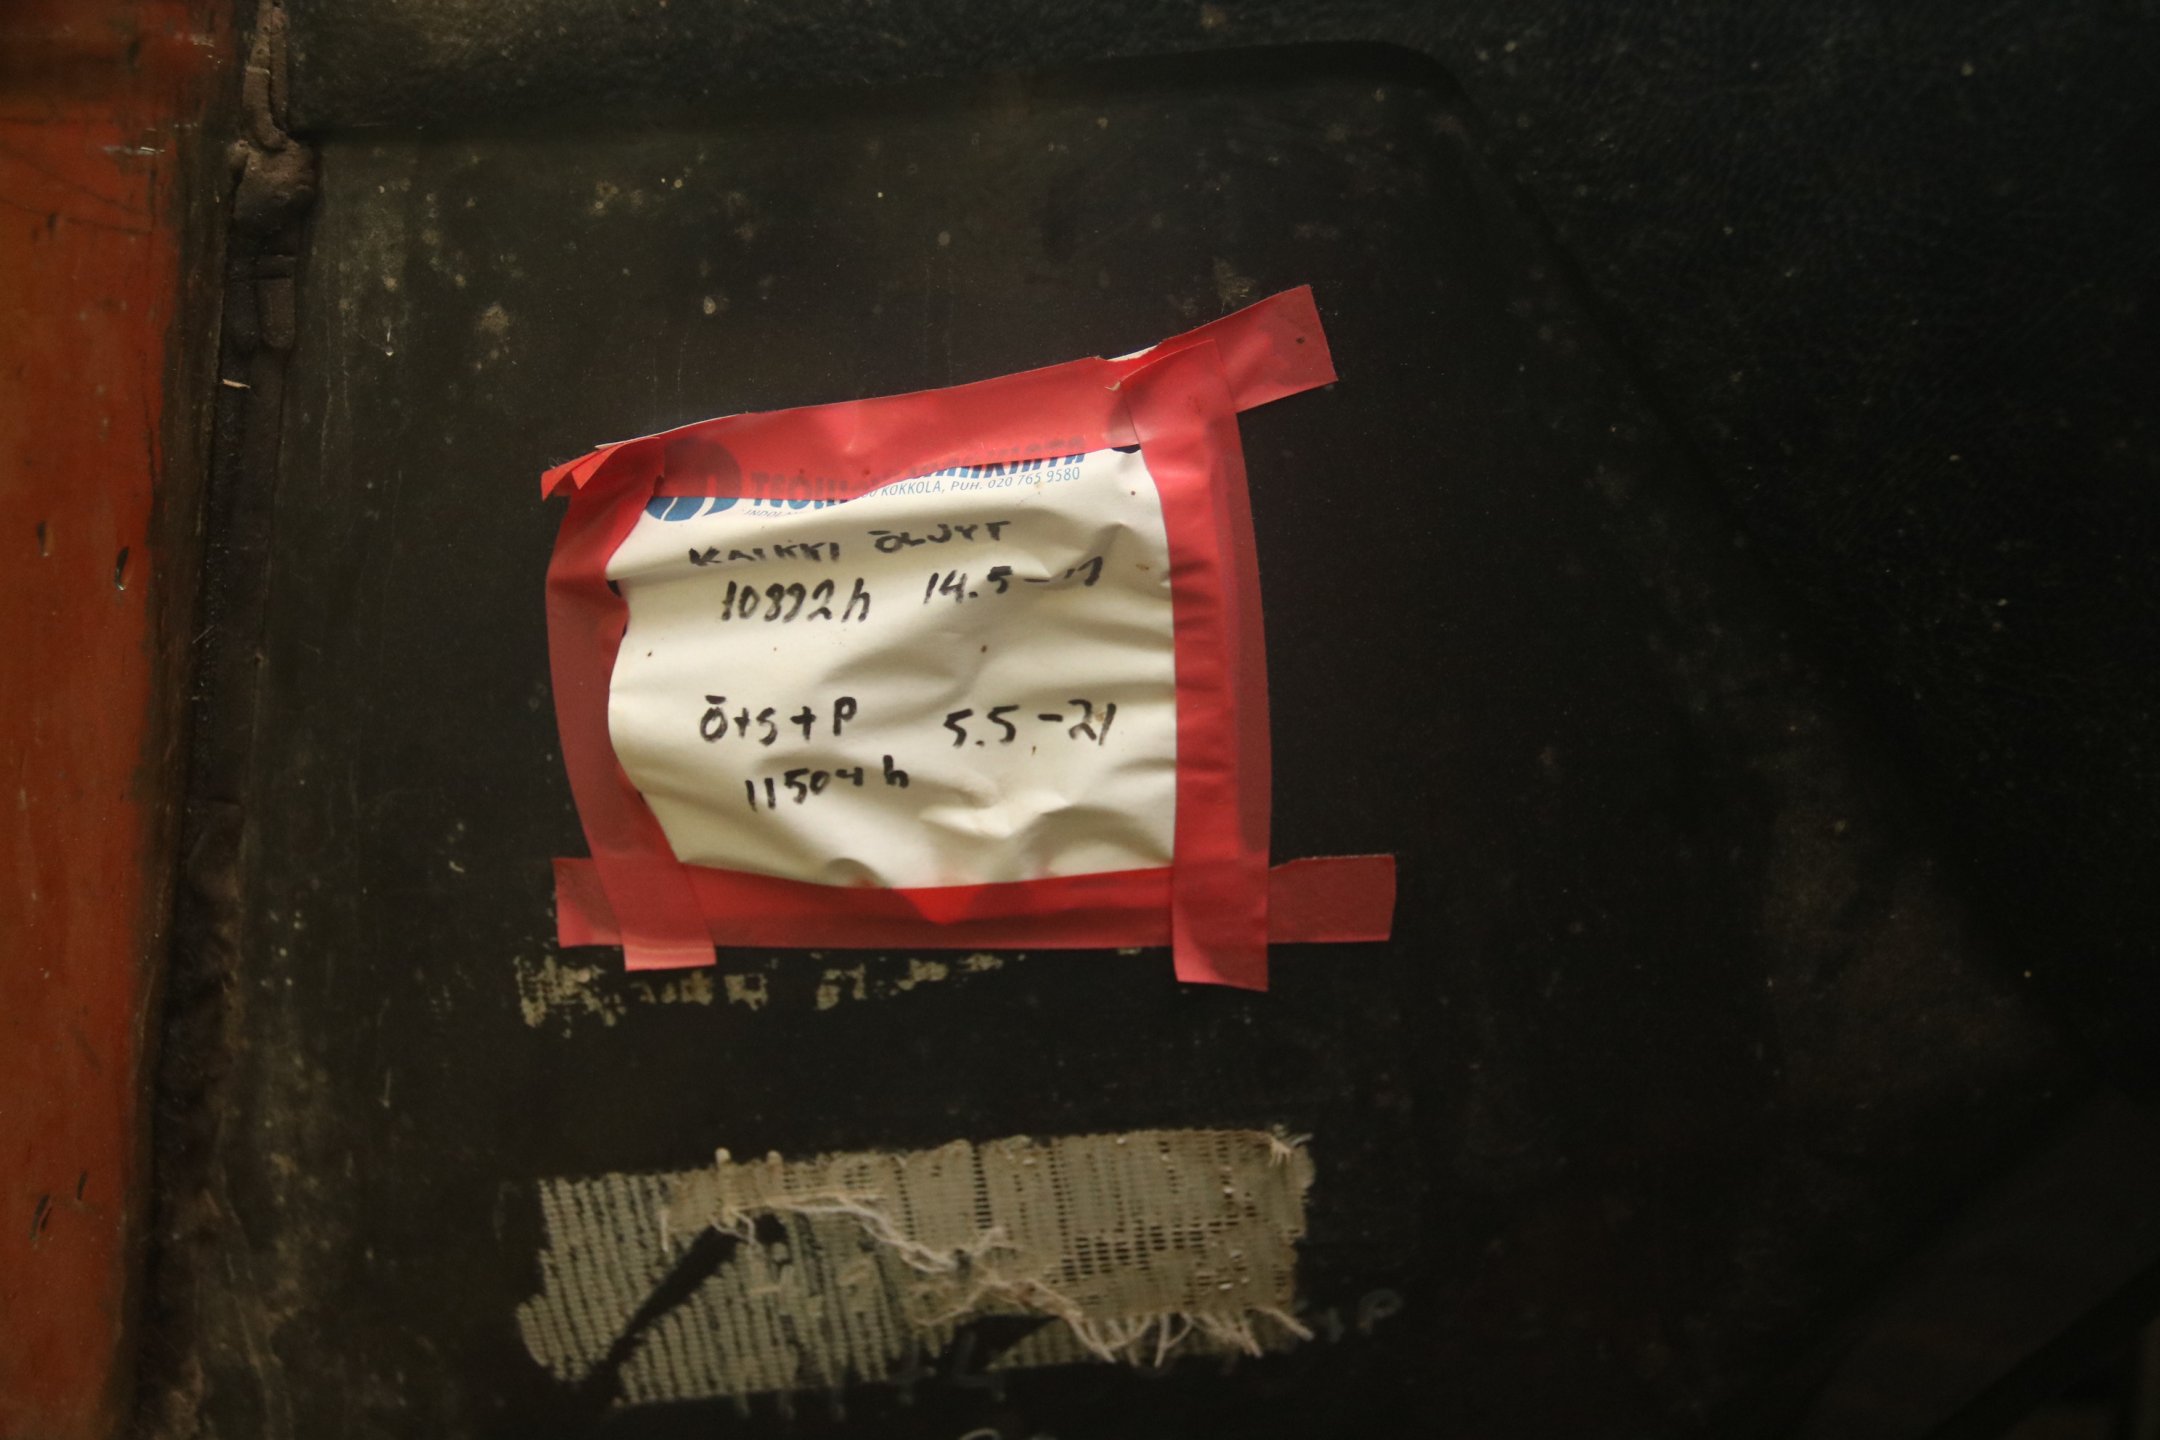 KOKKOLA, PUH. 020 765 9580
KAIKKI ÖLJYT
10892h 14.5-
Ö+S+P 5.5-21
11504h